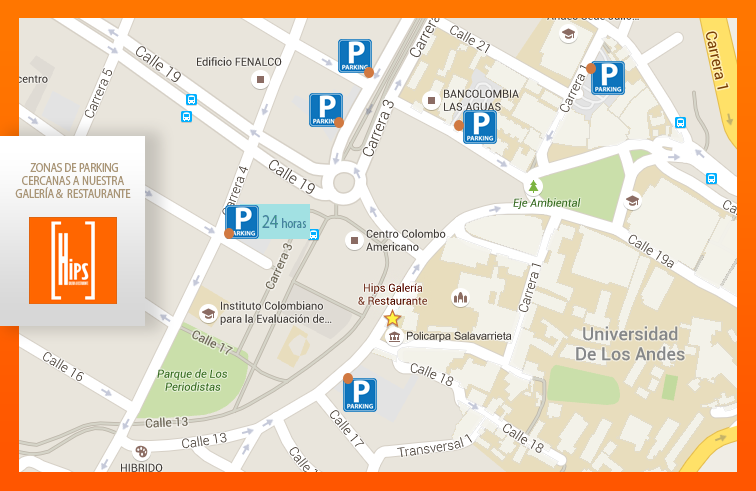 Andes Sede Julio...
Calle 21
Carrera 1
Carrera
Calle 19
Edificio FENALCO
P
PARKING
Carrera 1
P
PARKING
centro
Carrera 5
BANCOLOMBIA
LAS AGUAS
P
PARKING
P
PARKING
Carrera 3
ZONAS DE PARKING
CERCANAS A NUESTRA
GALERÍA & RESTAURANTE
Hips
Carrera 4
Calle 19
Eje Ambiental
P
PARKING
24 horas
Centro Colombo
Americano
Calle 19a
Carrera 3
Carrera 1
Hips Galería
& Restaurante
Instituto Colombiano
para la Evaluación de...
Policarpa Salavarrieta
Universidad
De Los Andes
Calle 17
Calle 16
Parque de Los
Periodistas
Calle 18
P
PARKING
Calle 13
Calle 13
Calle 17
Transversal 1
Calle 18
HIBRIDO